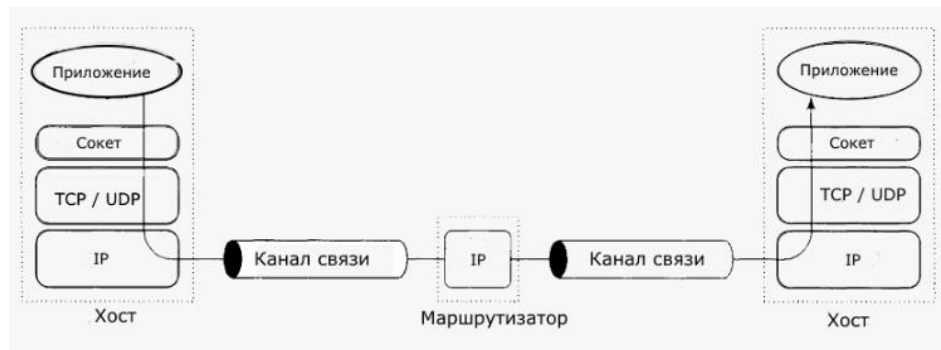 Приложение
Приложение
Сокет
Сокет
TCP / UDP
TCP / UDP
IP
Канал связи
IP
Канал связи
IP
Хост
Маршрутизатор
Хост